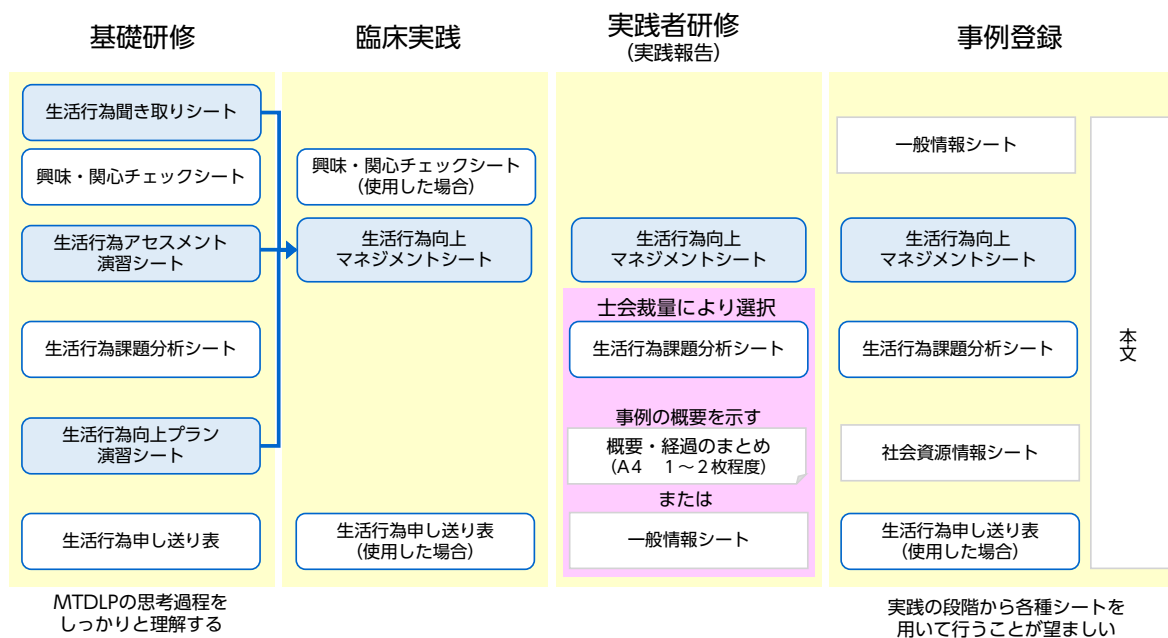 基礎研修
生活行為聞き取りシート
興味・関心チェックシート
生活行為アセスメント
演習シート
生活行為課題分析シート
生活行為向上プラン
演習シート
生活行為申し送り表
MTDLPの思考過程を
しっかりと理解する
臨床実践
興味・関心チェックシート
(使用した場合)
生活行為向上
マネジメントシート
生活行為申し送り表
(使用した場合)
実践者研修
(実践報告)
生活行為向上
マネジメントシート
士会裁量により選択
生活行為課題分析シート
事例の概要を示す
概要・経過のまとめ
(A4 1～2枚程度)
または
一般情報シート
事例登録
一般情報シート
生活行為向上
マネジメントシート
生活行為課題分析シート
社会資源情報シート
生活行為申し送り表
(使用した場合)
本文
実践の段階から各種シートを
用いて行うことが望ましい